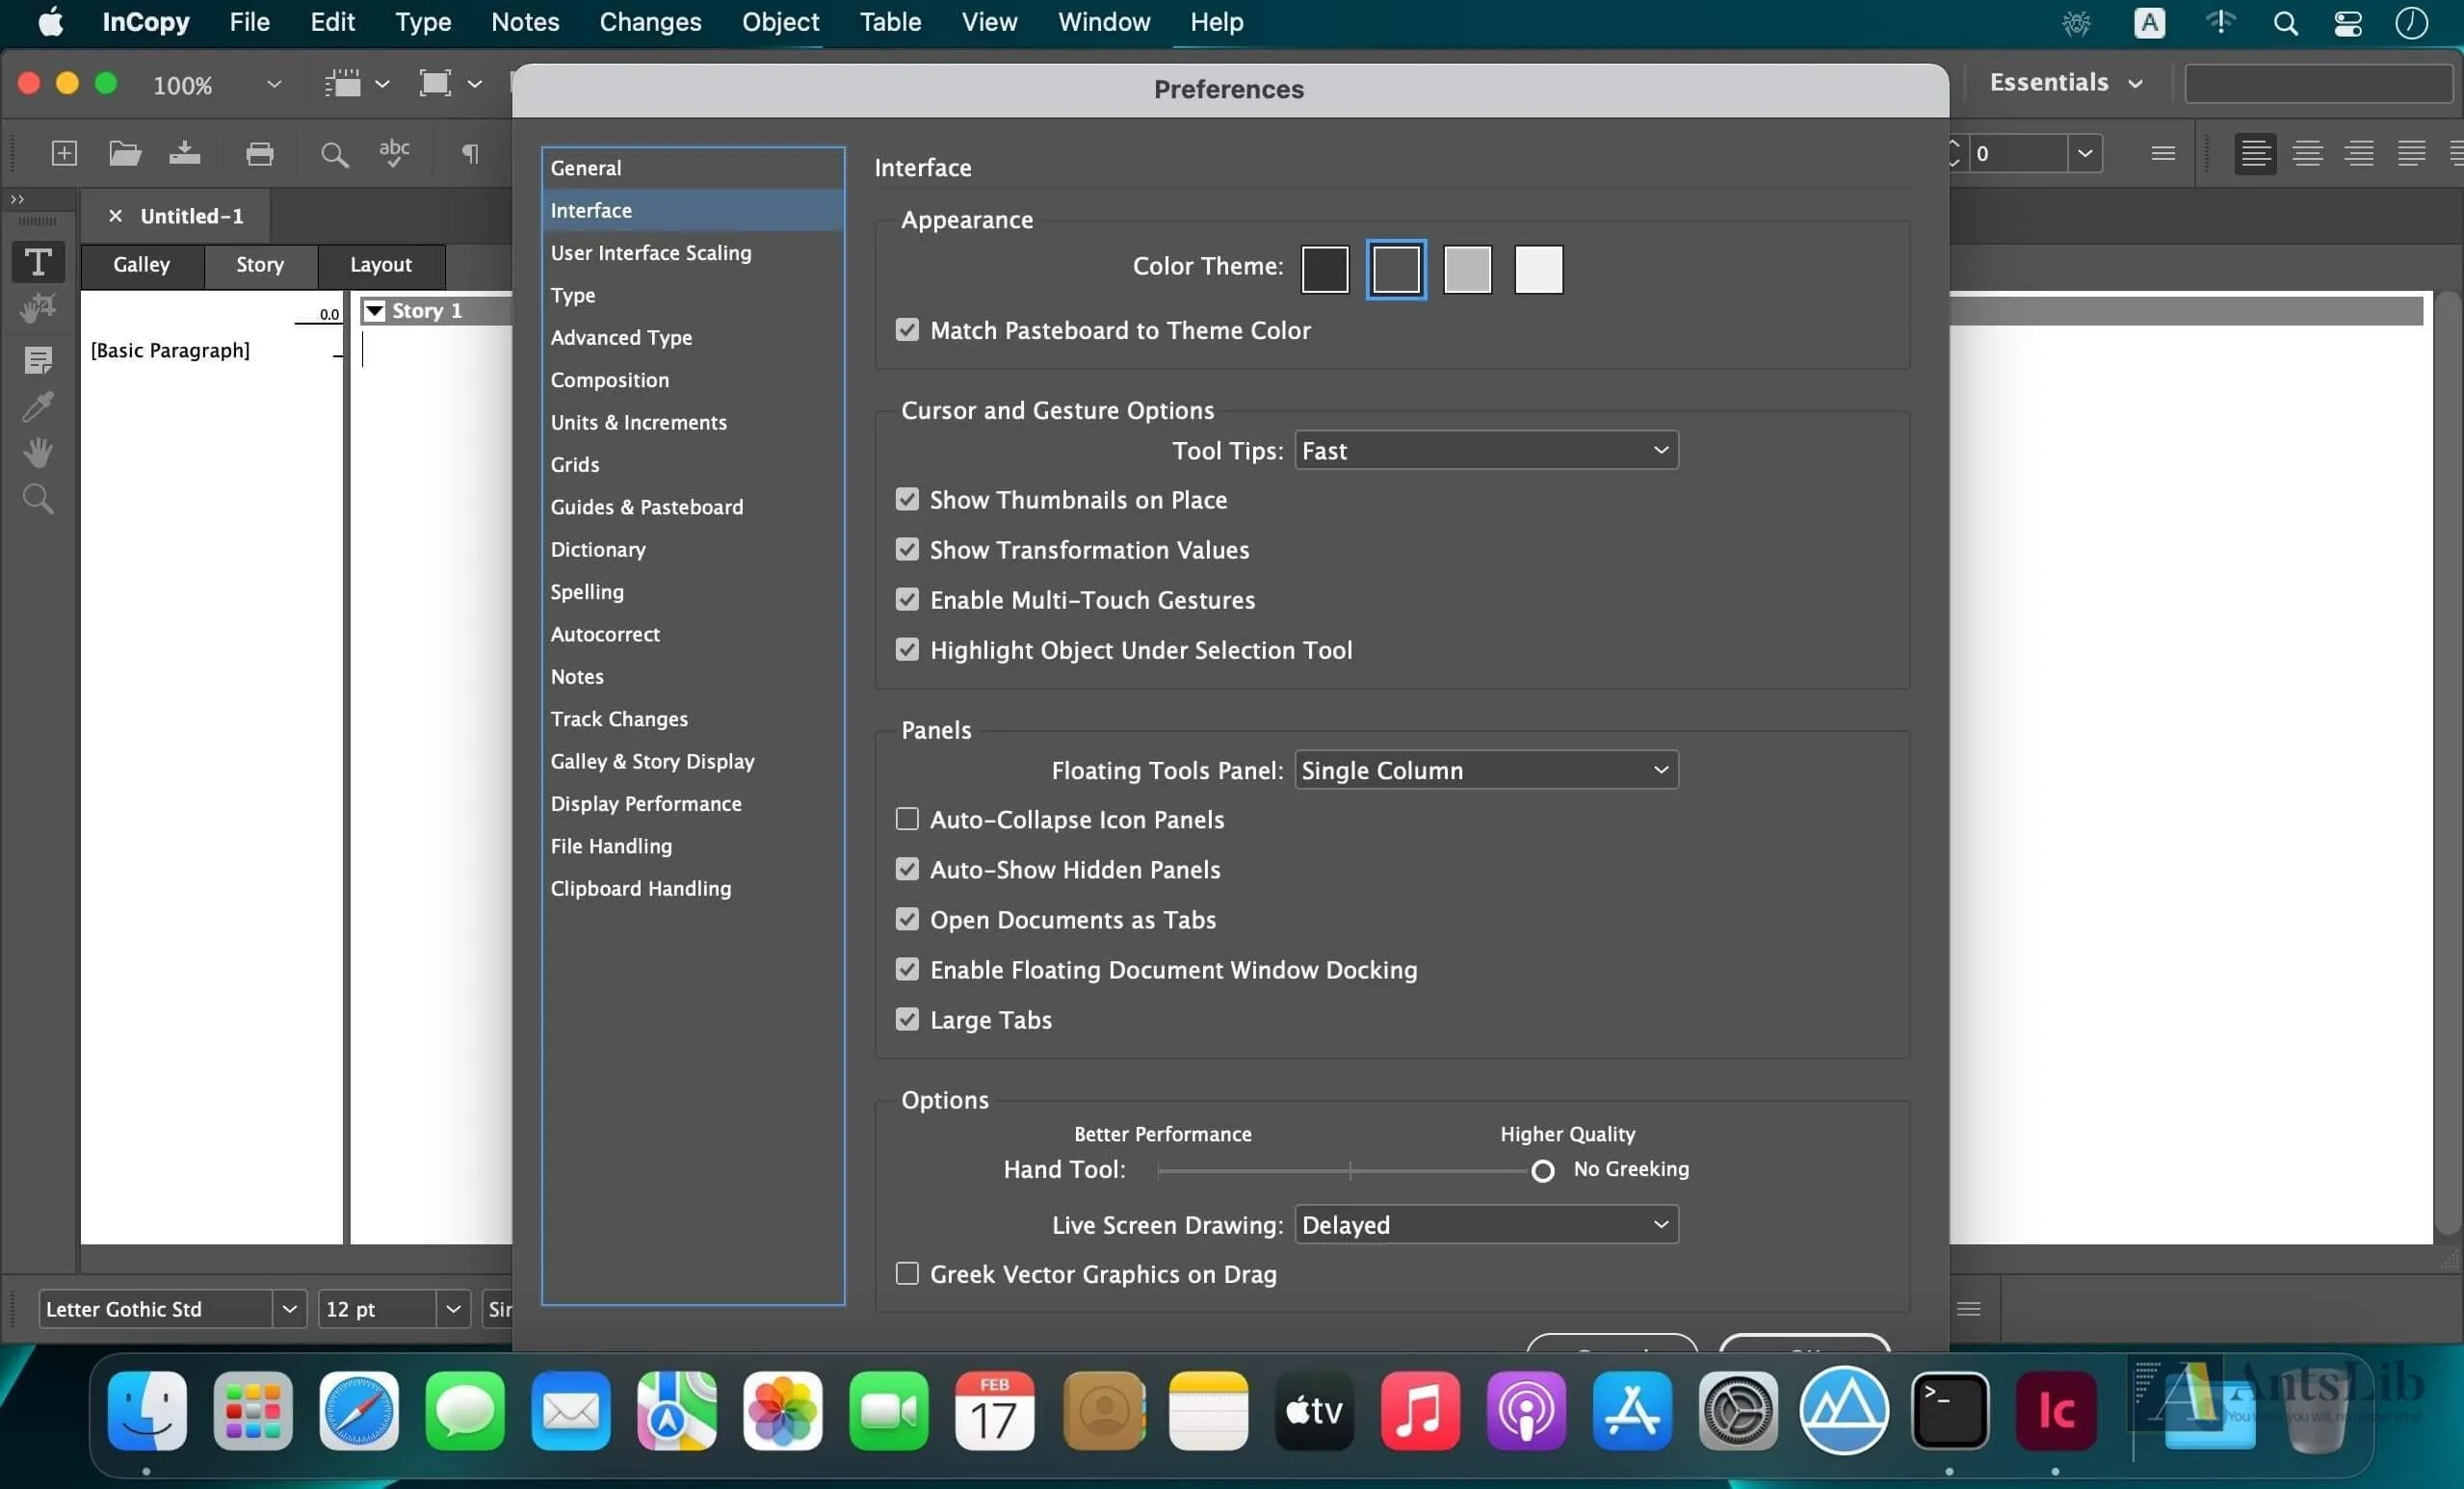 InCopy File Edit Type Notes Changes Object Table View Window Help
A
100%
Preferences
Essentials
abc
0
Untitled-1
Galley Story Layout
0.0
Story 1
[Basic Paragraph]
General
Interface
User Interface Scaling
Type
Advanced Type
Composition
Units & Increments
Grids
Guides & Pasteboard
Dictionary
Spelling
Autocorrect
Notes
Track Changes
Galley & Story Display
Display Performance
File Handling
Clipboard Handling
Interface
Appearance
Color Theme:
Match Pasteboard to Theme Color
Cursor and Gesture Options
Tool Tips: Fast
Show Thumbnails on Place
Show Transformation Values
Enable Multi-Touch Gestures
Highlight Object Under Selection Tool
Panels
Floating Tools Panel: Single Column
Auto-Collapse Icon Panels
Auto-Show Hidden Panels
Open Documents as Tabs
Enable Floating Document Window Docking
Large Tabs
Options
Better Performance Higher Quality
Hand Tool: No Greeking
Live Screen Drawing: Delayed
Greek Vector Graphics on Drag
Letter Gothic Std 12 pt Sin
FEB
17
tv
>_
Ic
AntsLib